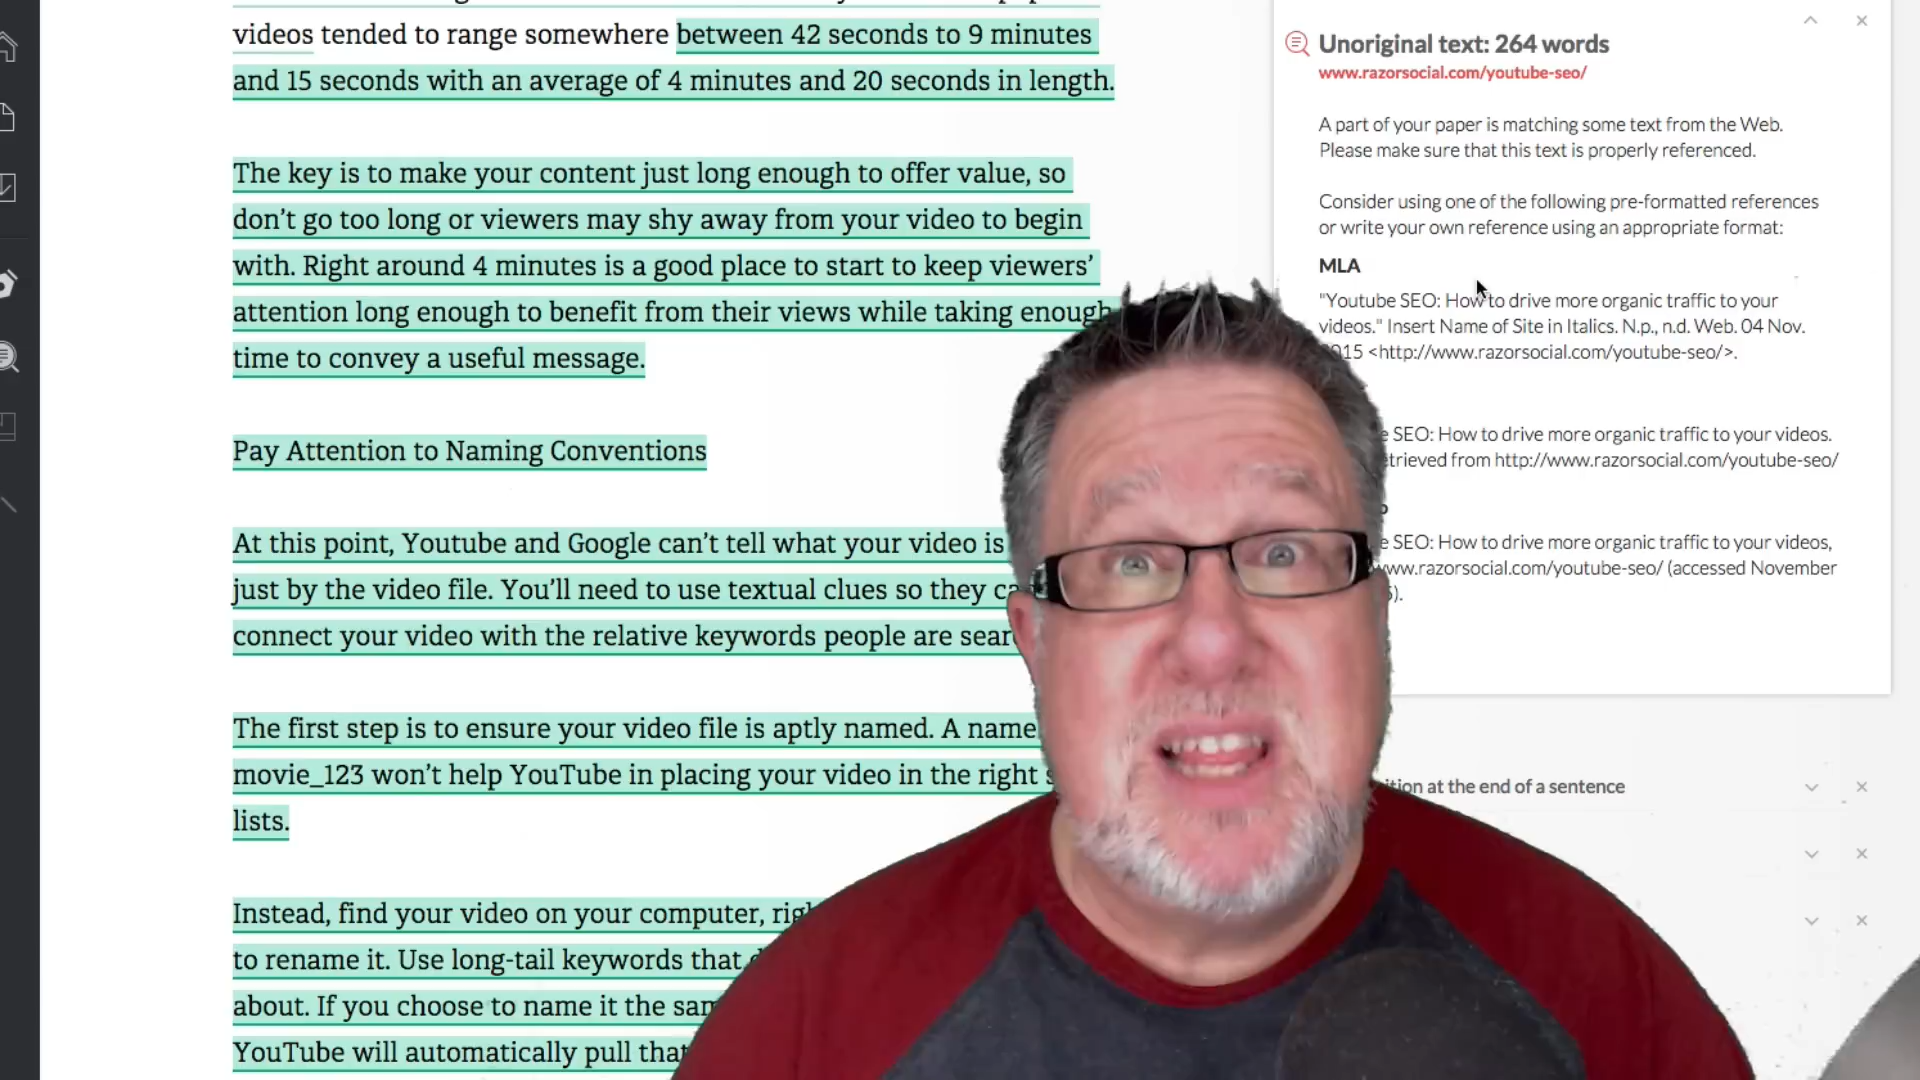 videos tended to range somewhere between 42 seconds to 9 minutes
and 15 seconds with an average of 4 minutes and 20 seconds in length.
The key is to make your content just long enough to offer value, so
don’t go too long or viewers may shy away from your video to begin
with. Right around 4 minutes is a good place to start to keep viewers’
attention long enough to benefit from their views while taking enough
time to convey a useful message.
Pay Attention to Naming Conventions
At this point, Youtube and Google can’t tell what your video is
just by the video file. You’ll need to use textual clues so they
connect your video with the relative keywords people are
The first step is to ensure your video file is aptly named. A name
movie_123 won’t help YouTube in placing your video in the right
lists.
Instead, find your video on your computer,
to rename it. Use long-tail keywords that
about. If you choose to name it the
YouTube will automatically pull
Unoriginal text: 264 words
www.razorsocial.com/youtube-seo/
A part of your paper is matching some text from the Web.
Please make sure that this text is properly referenced.
Consider using one of the following pre-formatted references
or write your own reference using an appropriate format:
MLA
"Youtube SEO: How to drive more organic traffic to your
videos." Insert Name of Site in Italics. N.p., n.d. Web. 04 Nov.
2015 <http://www.razorsocial.com/youtube-seo/>.
SEO: How to drive more organic traffic to your videos.
from http://www.razorsocial.com/youtube-seo/
SEO: How to drive more organic traffic to your videos,
www.razorsocial.com/youtube-seo/ (accessed November
at the end of a sentence